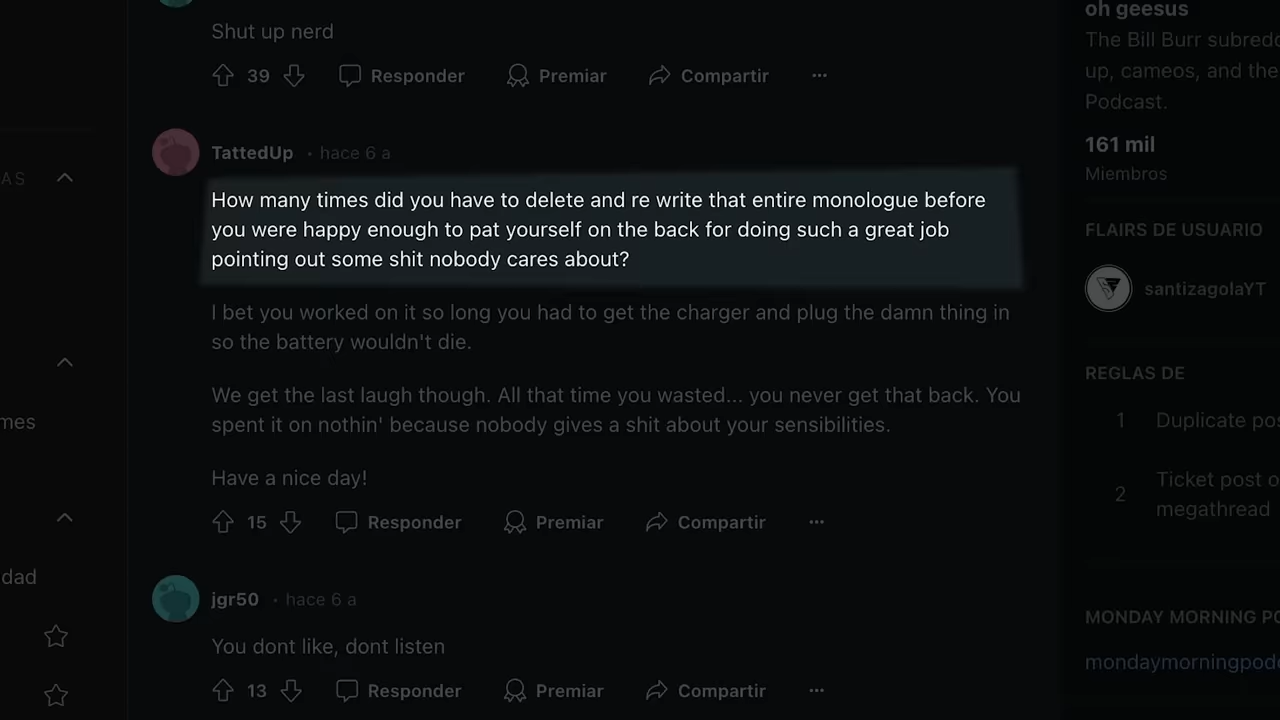 Shut up nerd
39 Responder Premiar Compartir ...
TattedUp · hace 6 a
How many times did you have to delete and re write that entire monologue before
you were happy enough to pat yourself on the back for doing such a great job
pointing out some shit nobody cares about?
I bet you worked on it so long you had to get the charger and plug the damn thing in
so the battery wouldn't die.
We get the last laugh though. All that time you wasted... you never get that back. You
spent it on nothin' because nobody gives a shit about your sensibilities.
Have a nice day!
15 Responder Premiar Compartir ...
jgr50 · hace 6 a
You dont like, dont listen
13 Responder Premiar Compartir ...
AS
mes
dad
oh geesus
The Bill Burr subredd
up, cameos, and the
Podcast.
161 mil
Miembros
FLAIRS DE USUARIO
santizagolaYT
REGLAS DE
1 Duplicate pos
2 Ticket post o
megathread
MONDAY MORNING PO
mondaymorningpodc